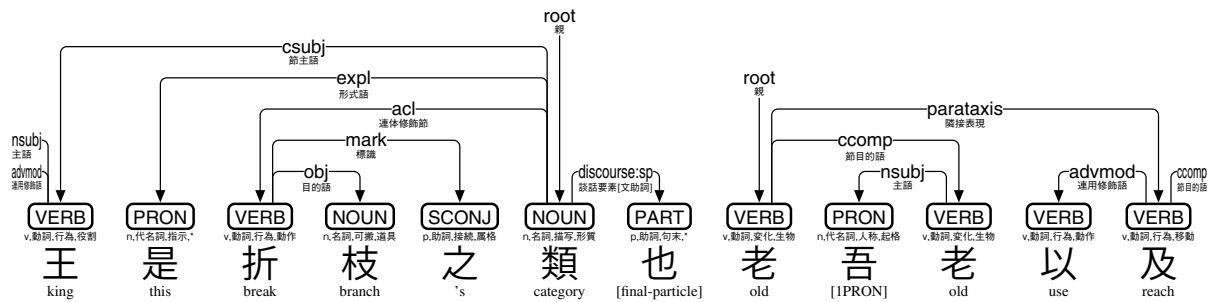 root
親
csubj
節主語
expl
形式語
root
親
acl
連体修飾節
parataxis
隣接表現
nsubj
主語
mark
標識
ccomp
節目的語
advmod
連用修飾語
obj
目的語
discourse:sp
談話要素[文助詞]
nsubj
主語
advmod
連用修飾語
ccomp
節目的語
VERB PRON VERB NOUN SCONJ NOUN PART VERB PRON VERB VERB VERB
v,動詞,行為,役割 n,代名詞,指示,* v,動詞,行為,動作 n,名詞,可搬,道具 p,助詞,接続,属格 n,名詞,描写,形質 p,助詞,句末,* v,動詞,変化,生物 n,代名詞,人称,起格 v,動詞,変化,生物 v,動詞,行為,動作 v,動詞,行為,移動
王 是 折 枝 之 類 也 老 吾 老 以 及
king this break branch 's category [final-particle] old [1PRON] old use reach